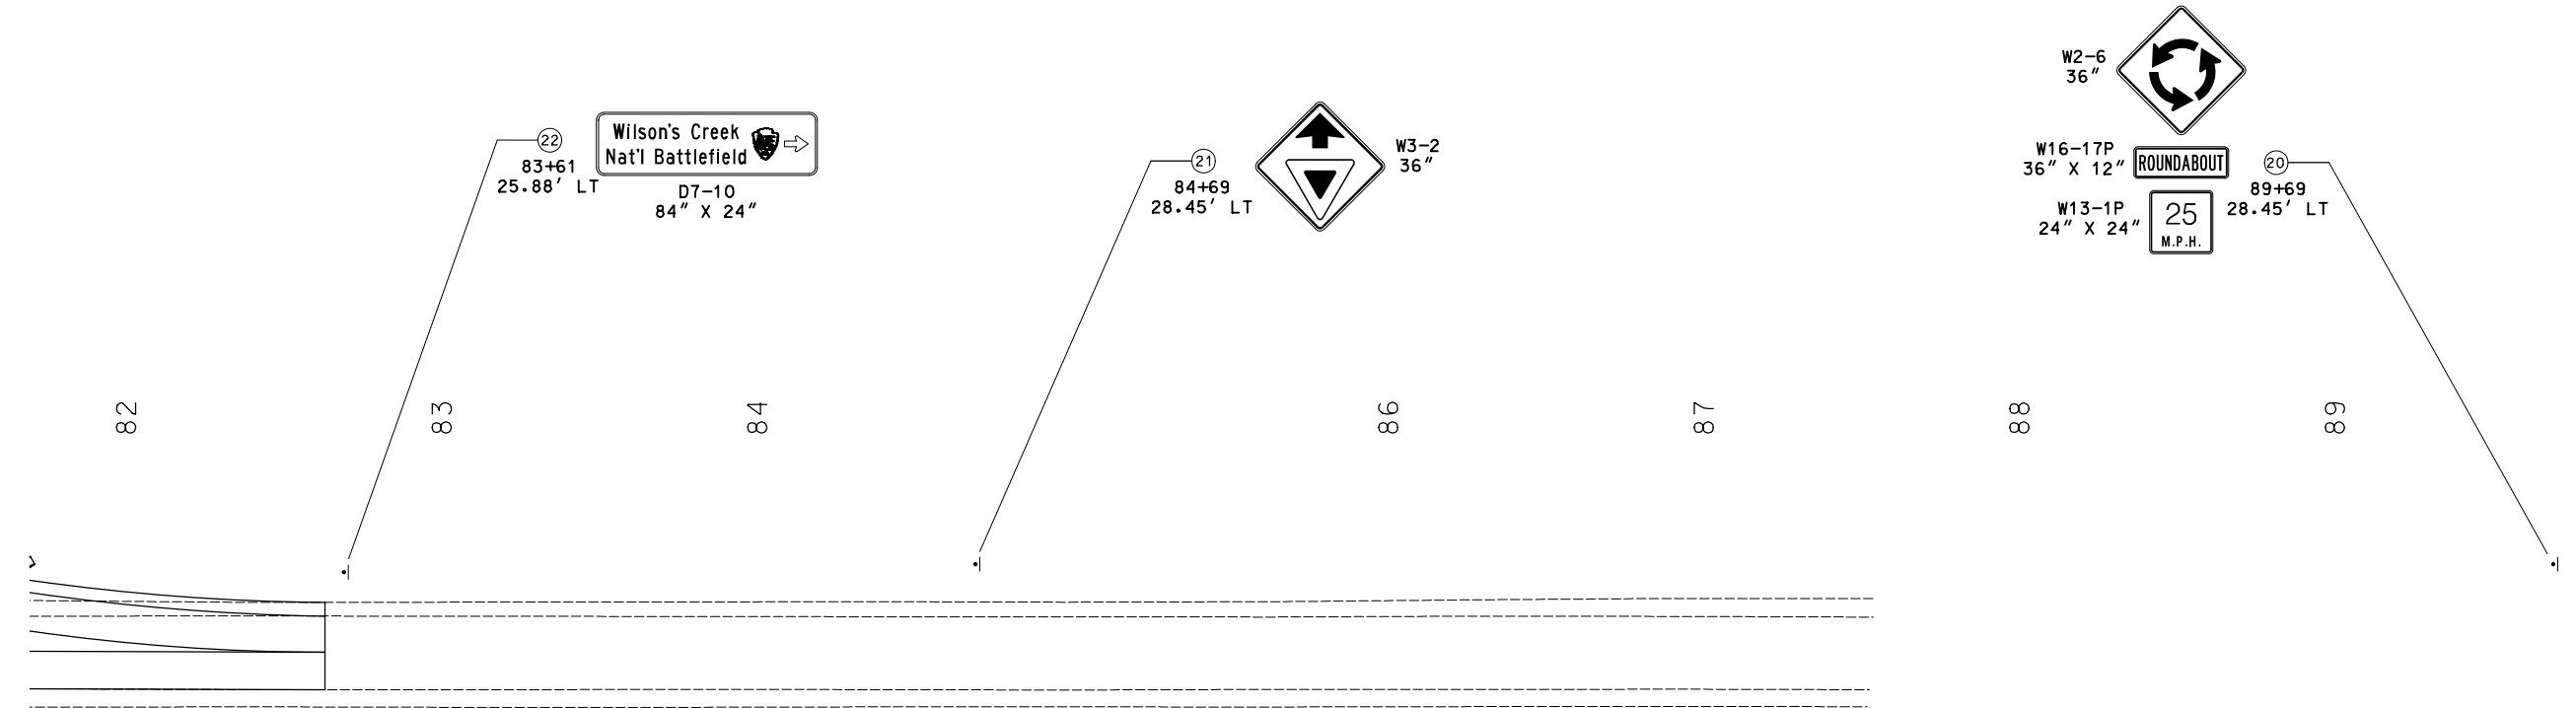 22
83+61
25.88' LT
Wilson's Creek
Nat'l Battlefield
D7-10
84" X 24"
21
84+69
28.45' LT
W3-2
36"
W2-6
36"
W16-17P
36" X 12"
ROUNDABOUT
W13-1P
24" X 24"
25
M.P.H.
20
89+69
28.45' LT
82
83
84
86
87
88
89